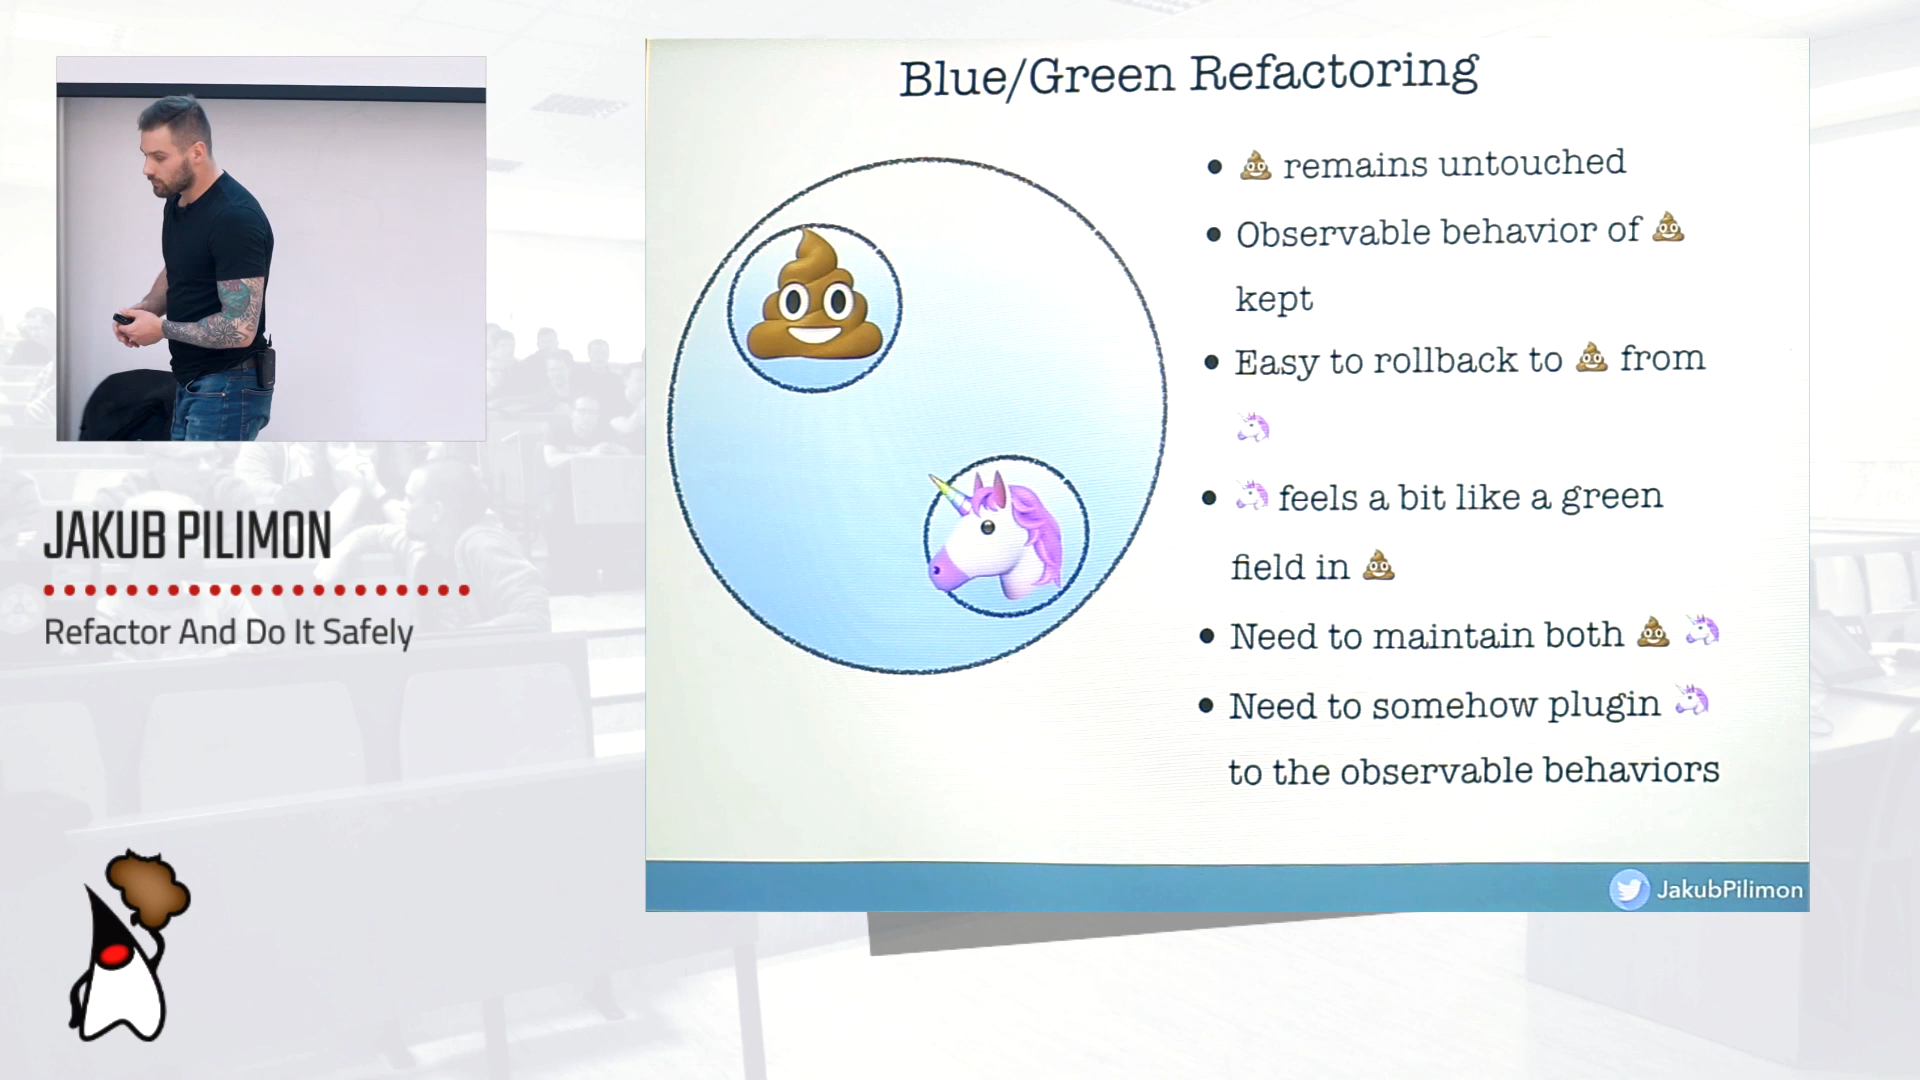 Blue/Green Refactoring
• 💩 remains untouched
• Observable behavior of 💩
kept
• Easy to rollback to 💩 from
🦄
• 🦄 feels a bit like a green
field in 💩
• Need to maintain both 💩 🦄
• Need to somehow plugin 🦄
to the observable behaviors
JakubPilimon
JAKUB PILIMON
Refactor And Do It Safely